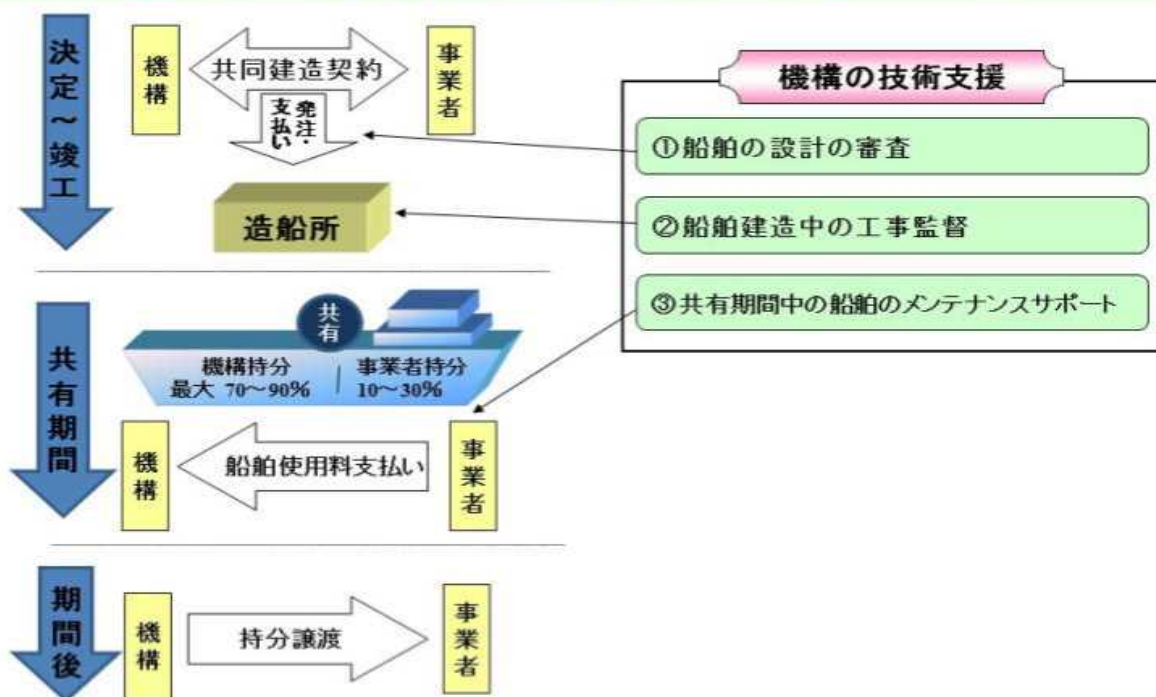 決定～竣工
機構
共同建造契約
事業者
発注・
支払い
造船所
機構の技術支援
①船舶の設計の審査
②船舶建造中の工事監督
③共有期間中の船舶のメンテナンスサポート
共有期間
共有
機構持分
最大 70～90%
事業者持分
10～30%
機構
船舶使用料支払い
事業者
期間後
機構
持分譲渡
事業者